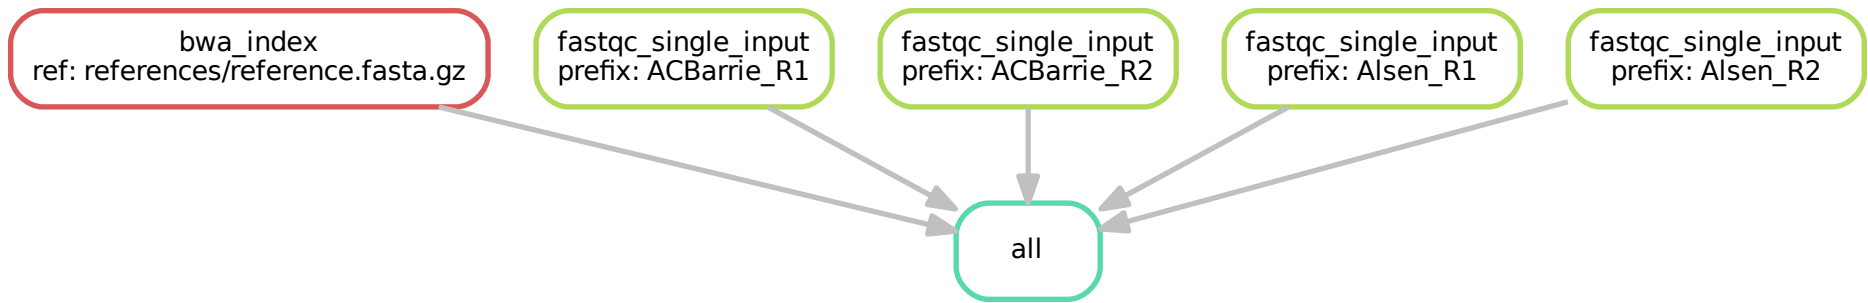 bwa_index
ref: references/reference.fasta.gz
fastqc_single_input
prefix: ACBarrie_R1
fastqc_single_input
prefix: ACBarrie_R2
fastqc_single_input
prefix: Alsen_R1
fastqc_single_input
prefix: Alsen_R2
all